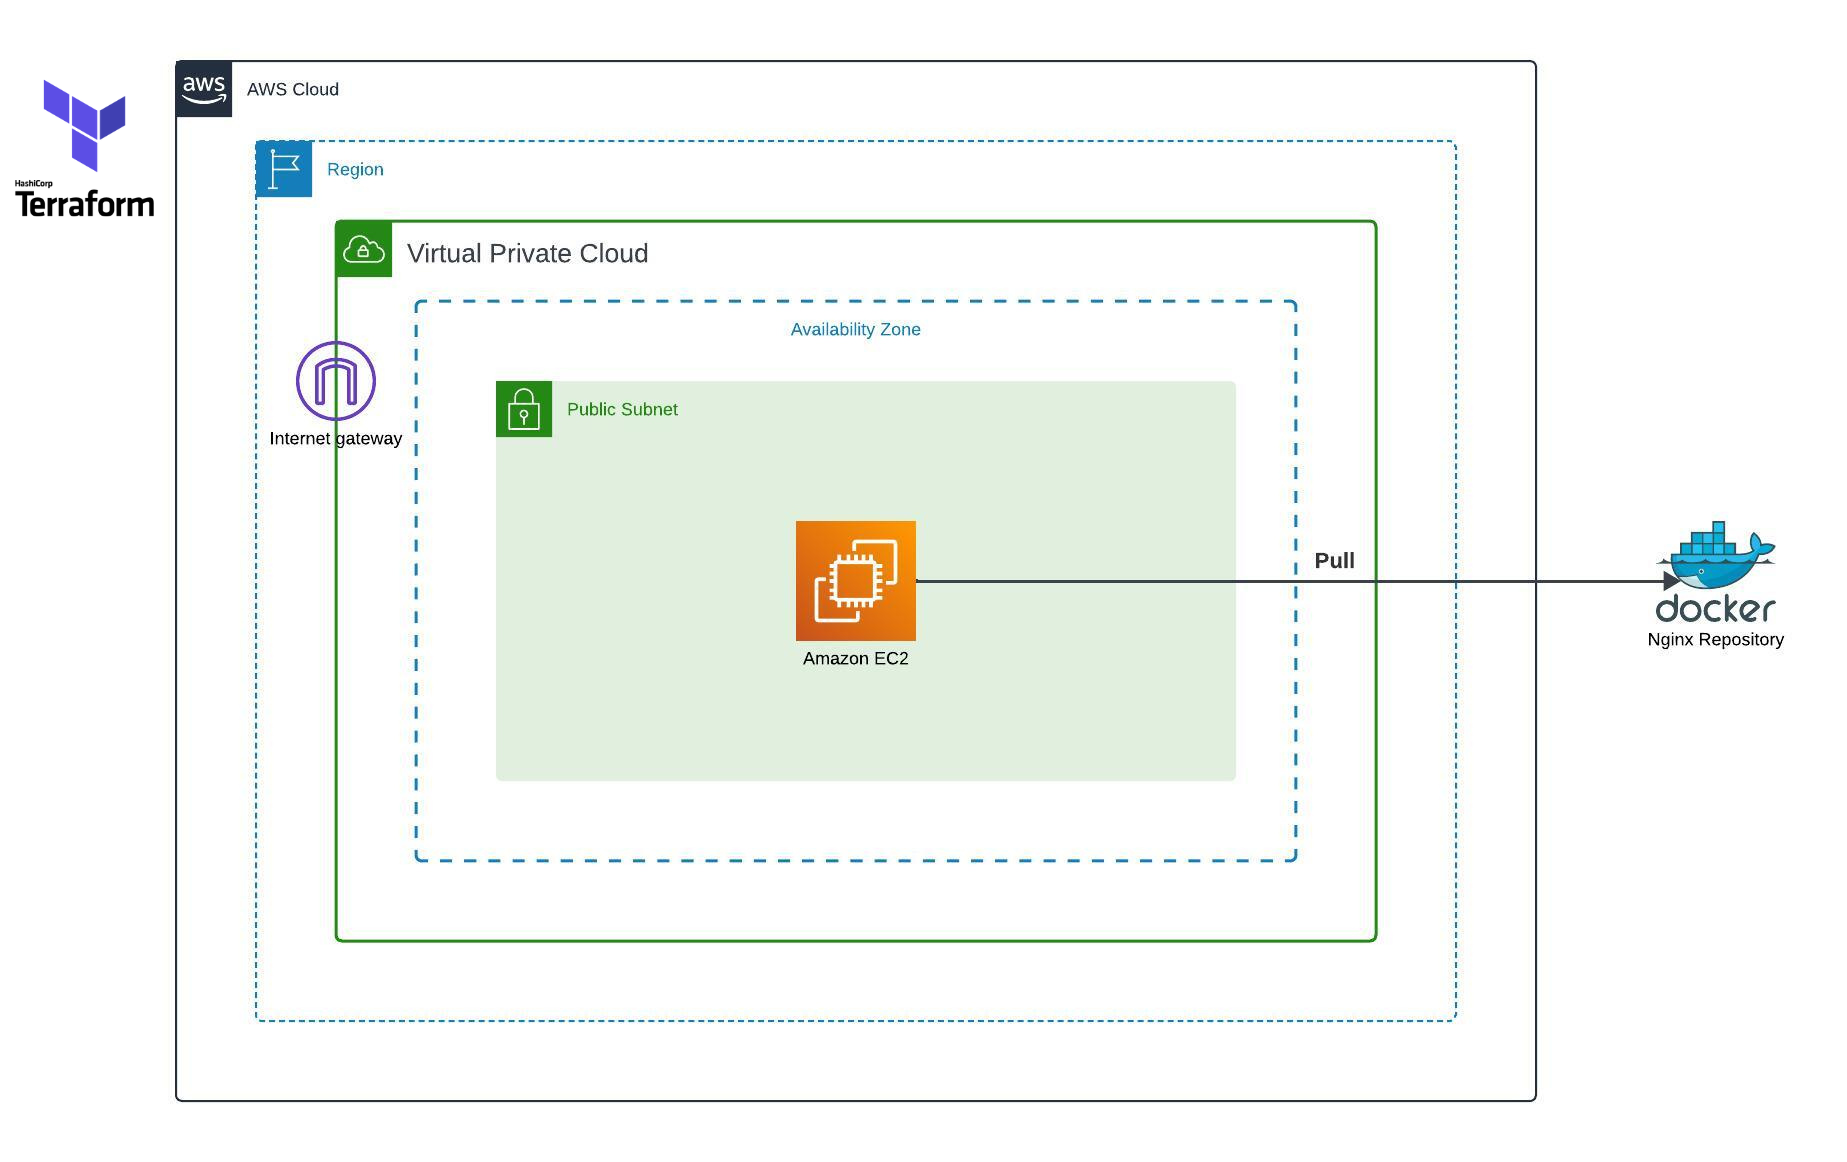 aws
AWS Cloud
HashiCorp
Terraform
Region
Virtual Private Cloud
Availability Zone
Internet gateway
Public Subnet
Pull
docker
Nginx Repository
Amazon EC2